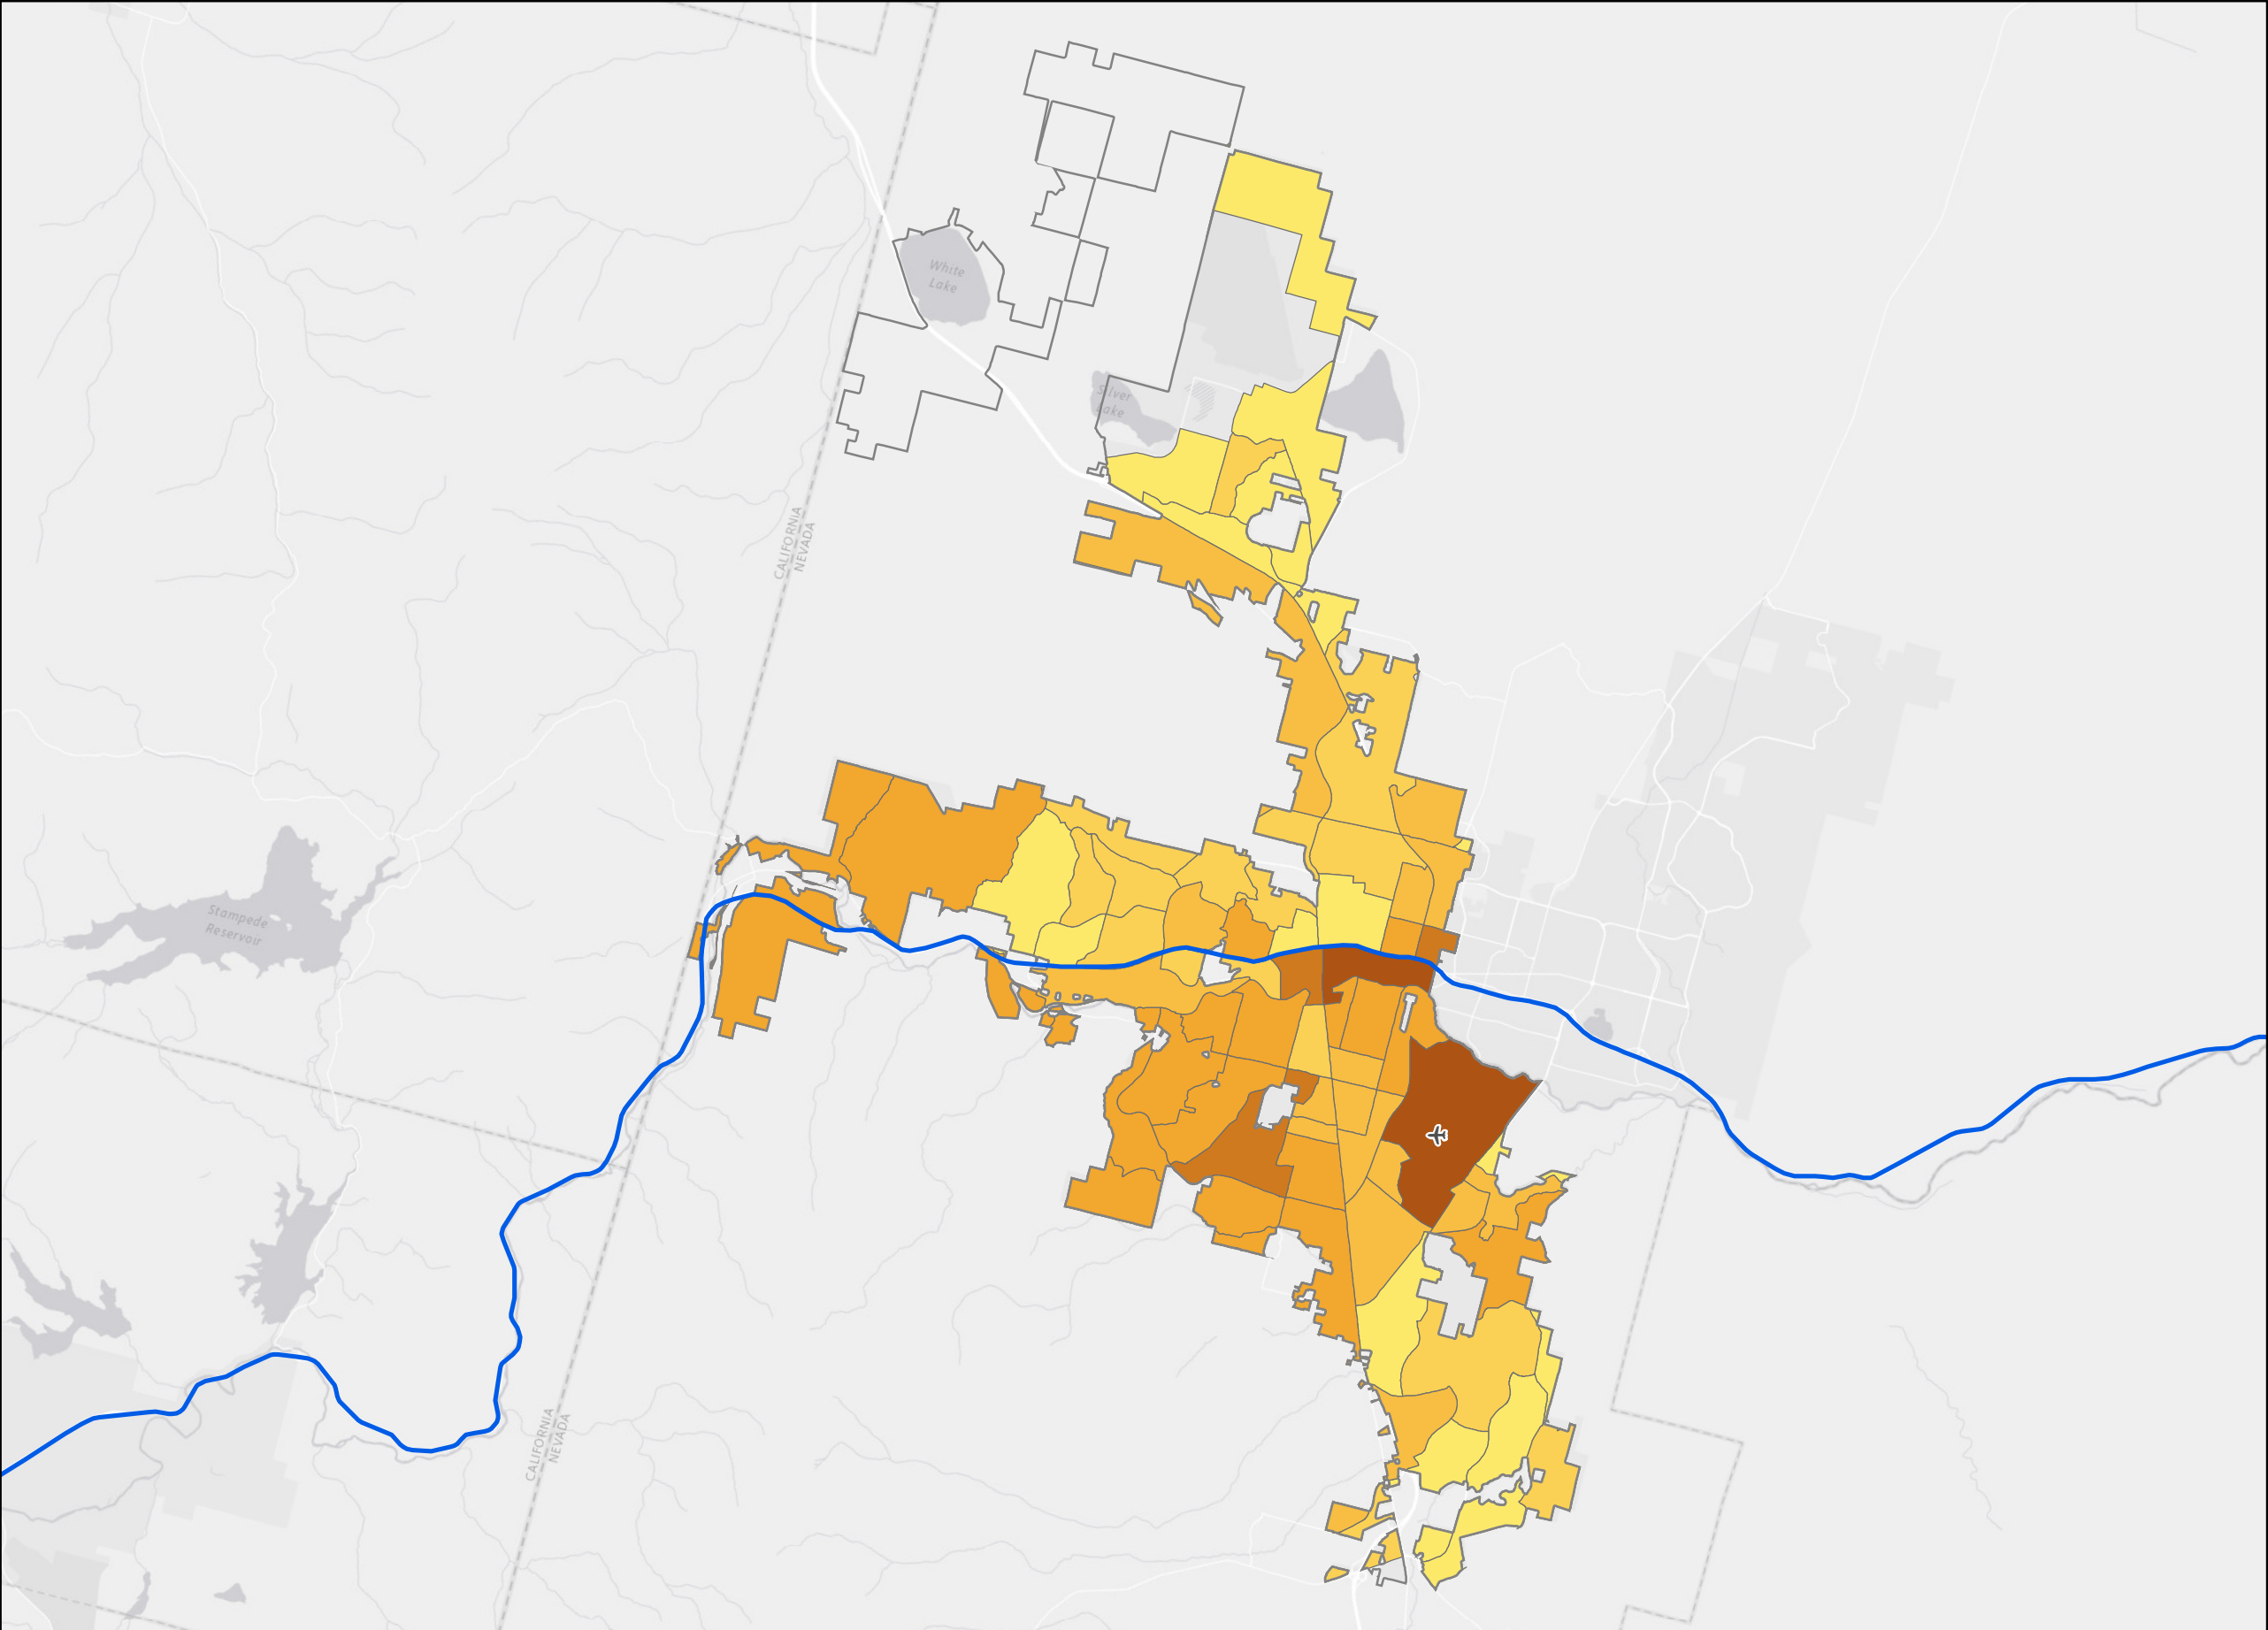 White
Lake
Silver
Lake
CALIFORNIA
NEVADA
Stampede
Reservoir
CALIFORNIA
NEVADA